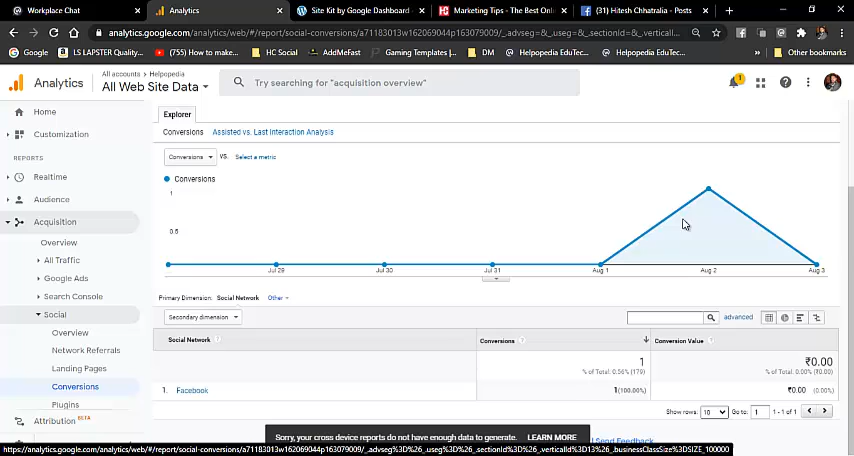 Workplace Chat
Analytics
Site Kit by Google Dashboard
Marketing Tips - The Best Onli
(31) Hitesh Chhatralia - Posts
analytics.google.com/analytics/web/#/report/social-conversions/a71183013w162069044p163079009/_.advseg=&_.useg=&_.sectionId=&_.verticalI
Google
LS LAPSTER LAPTOP
(755) How to make...
HC Social
AddMeFast
Gaming Templates |...
DM
Helpopedia EduTec...
Helpopedia EduTec...
»
Other bookmarks
Analytics
All accounts > Helpopedia
All Web Site Data
Try searching for "acquisition overview"
1
Home
Customization
REPORTS
Realtime
Audience
Acquisition
Overview
All Traffic
Google Ads
Search Console
Social
Overview
Network Referrals
Landing Pages
Conversions
Plugins
Attribution BETA
Explorer
Conversions Assisted vs. Last Interaction Analysis
Conversions VS. Select a metric
Conversions
1
0.5
Jul 29 Jul 30 Jul 31 Aug 1 Aug 2 Aug 3
Primary Dimension: Social Network Other
Secondary dimension
advanced
Social Network ? Conversions ? Conversion Value ?
1 ₹0.00
% of Total: 0.56% (179) % of Total: 0.00% (₹0.00)
1. Facebook 1(100.00%) ₹0.00 (0.00%)
Show rows: 10 Go to: 1 1 - 1 of 1
Sorry, your cross device reports do not have enough data to generate. LEARN MORE
Send Feedback
https://analytics.google.com/analytics/web/#/report/social-conversions/a71183013w162069044p163079009/_.advseg%3D%26_.useg%3D%26_.sectionId%3D%26_.verticalId%3D13%26_.businessClassSize%3DSIZE_100000